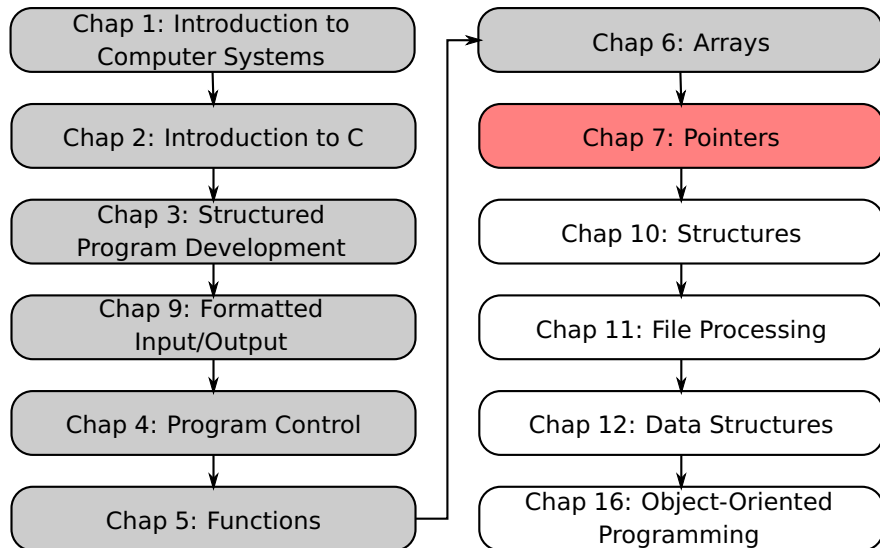 Chap 1: Introduction to
Computer Systems
Chap 2: Introduction to C
Chap 3: Structured
Program Development
Chap 9: Formatted
Input/Output
Chap 4: Program Control
Chap 5: Functions
Chap 6: Arrays
Chap 7: Pointers
Chap 10: Structures
Chap 11: File Processing
Chap 12: Data Structures
Chap 16: Object-Oriented
Programming